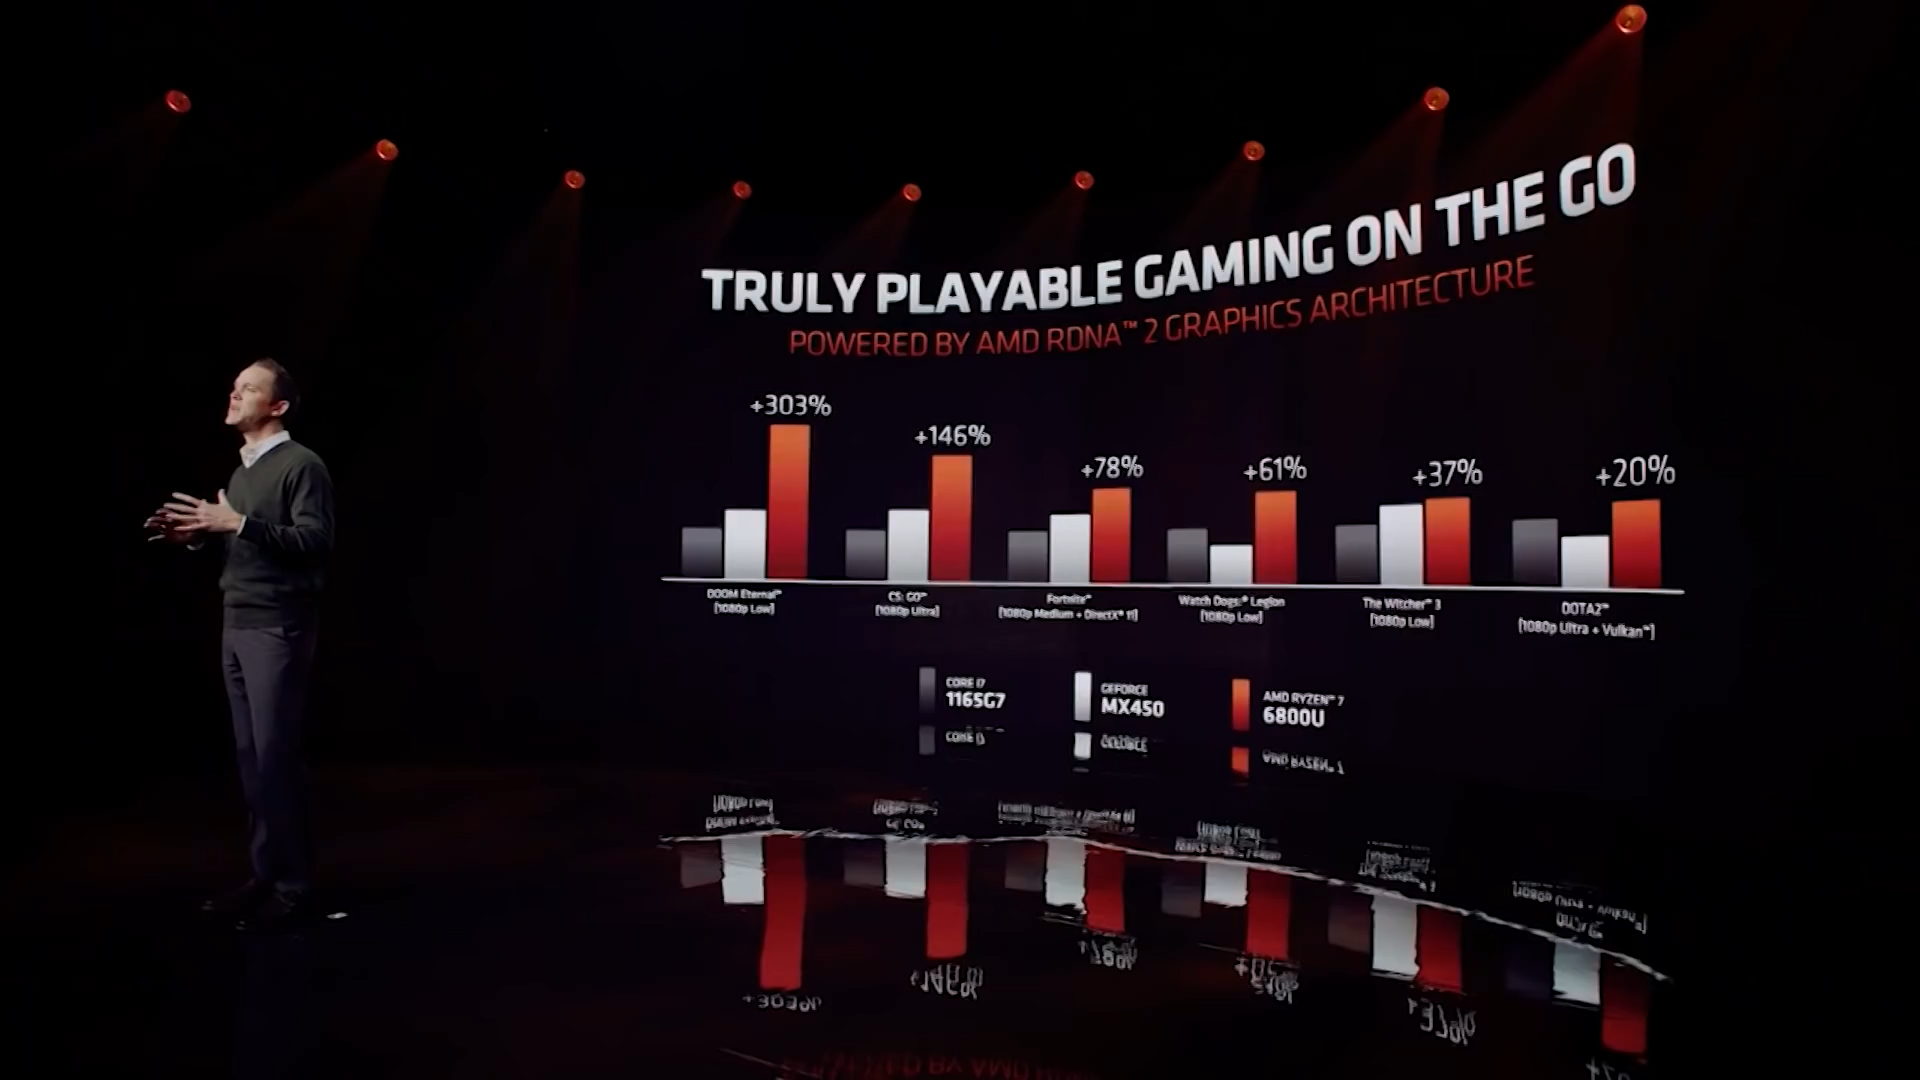 TRULY PLAYABLE GAMING ON THE GO
POWERED BY AMD RDNA™ 2 GRAPHICS ARCHITECTURE
+303%
+146%
+78%
+61%
+37%
+20%
DOOM Eternal™
[1080p Low]
CS: GO™
[1080p Ultra]
Fortnite™
[1080p Medium + DirectX® 11]
Watch Dogs:® Legion
[1080p Low]
The Witcher™ 3
[1080p Low]
DOTA2™
[1080p Ultra + Vulkan™]
CORE i7
1165G7
GEFORCE
MX450
AMD RYZEN™ 7
6800U